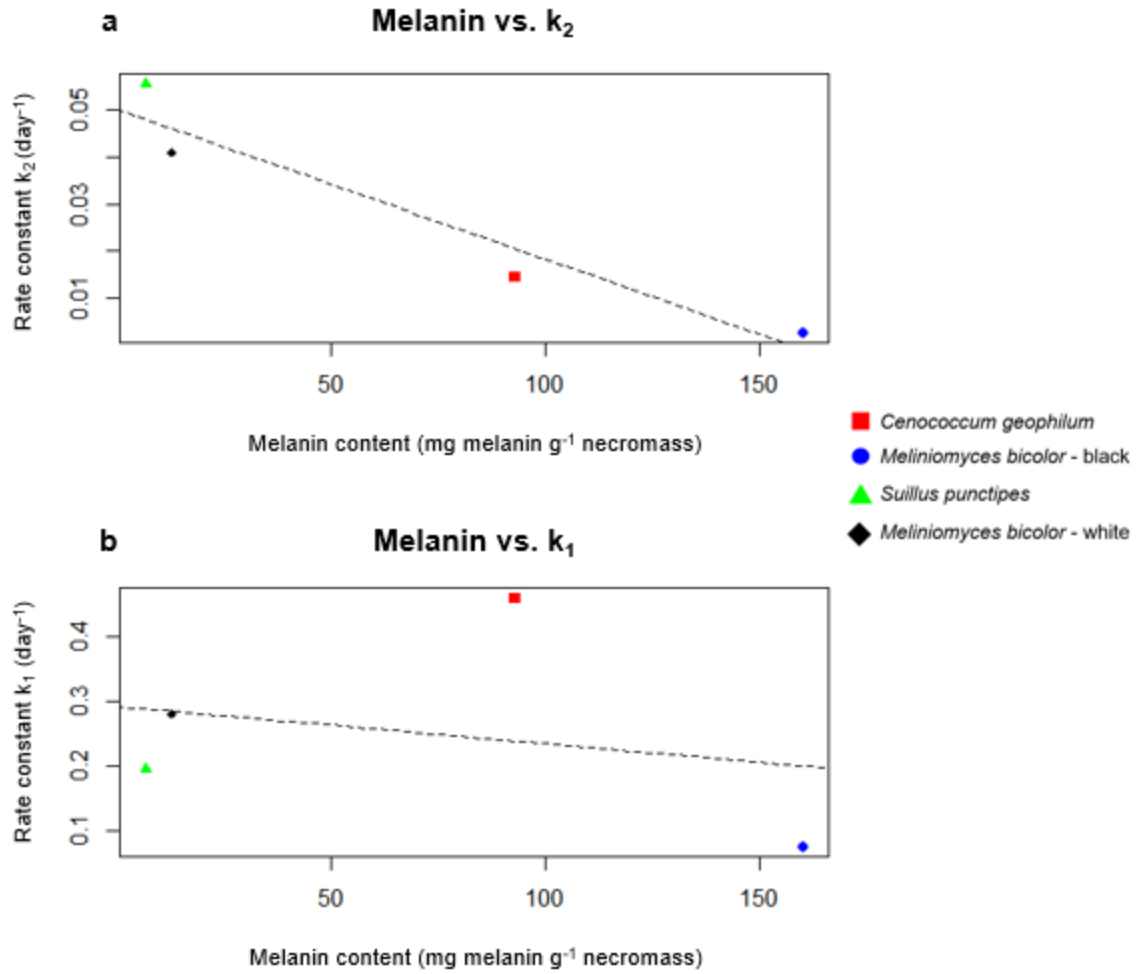 a
Melanin vs. k₂
Rate constant k₂ (day⁻¹)
0.05
0.03
0.01
50 100 150
Melanin content (mg melanin g⁻¹ necromass)
Cenococcum geophilum
Meliniomyces bicolor - black
Suillus punctipes
Meliniomyces bicolor - white
b
Melanin vs. k₁
Rate constant k₁ (day⁻¹)
0.4
0.3
0.2
0.1
50 100 150
Melanin content (mg melanin g⁻¹ necromass)